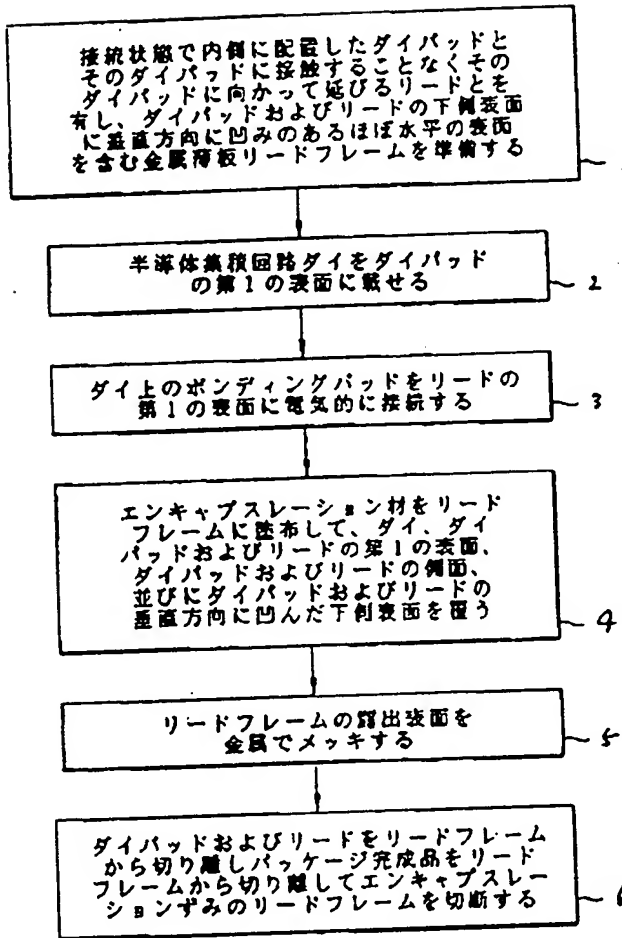 接続状態で内側に配置したダイパッドと
そのダイパッドに接触することなくその
ダイパッドに向かって延びるリードとを
有し、ダイパッドおよびリードの下側表面
に垂直方向に凹みのあるほぼ水平の表面
を含む金属薄板リードフレームを準備する
半導体集積回路ダイをダイパッド
の第1の表面に載せる
2
ダイ上のボンディングパッドをリードの
第1の表面に電気的に接続する
3
エンキャプスレーション材をリード
フレームに塗布して、ダイ、ダイ
パッドおよびリードの第1の表面、
ダイパッドおよびリードの側面、
並びにダイパッドおよびリードの
垂直方向に凹んだ下側表面を覆う
4
リードフレームの露出表面を
金属でメッキする
5
ダイパッドおよびリードをリードフレーム
から切り離しパッケージ完成品をリード
フレームから切り離してエンキャプスレー
ションずみのリードフレームを切断する
6